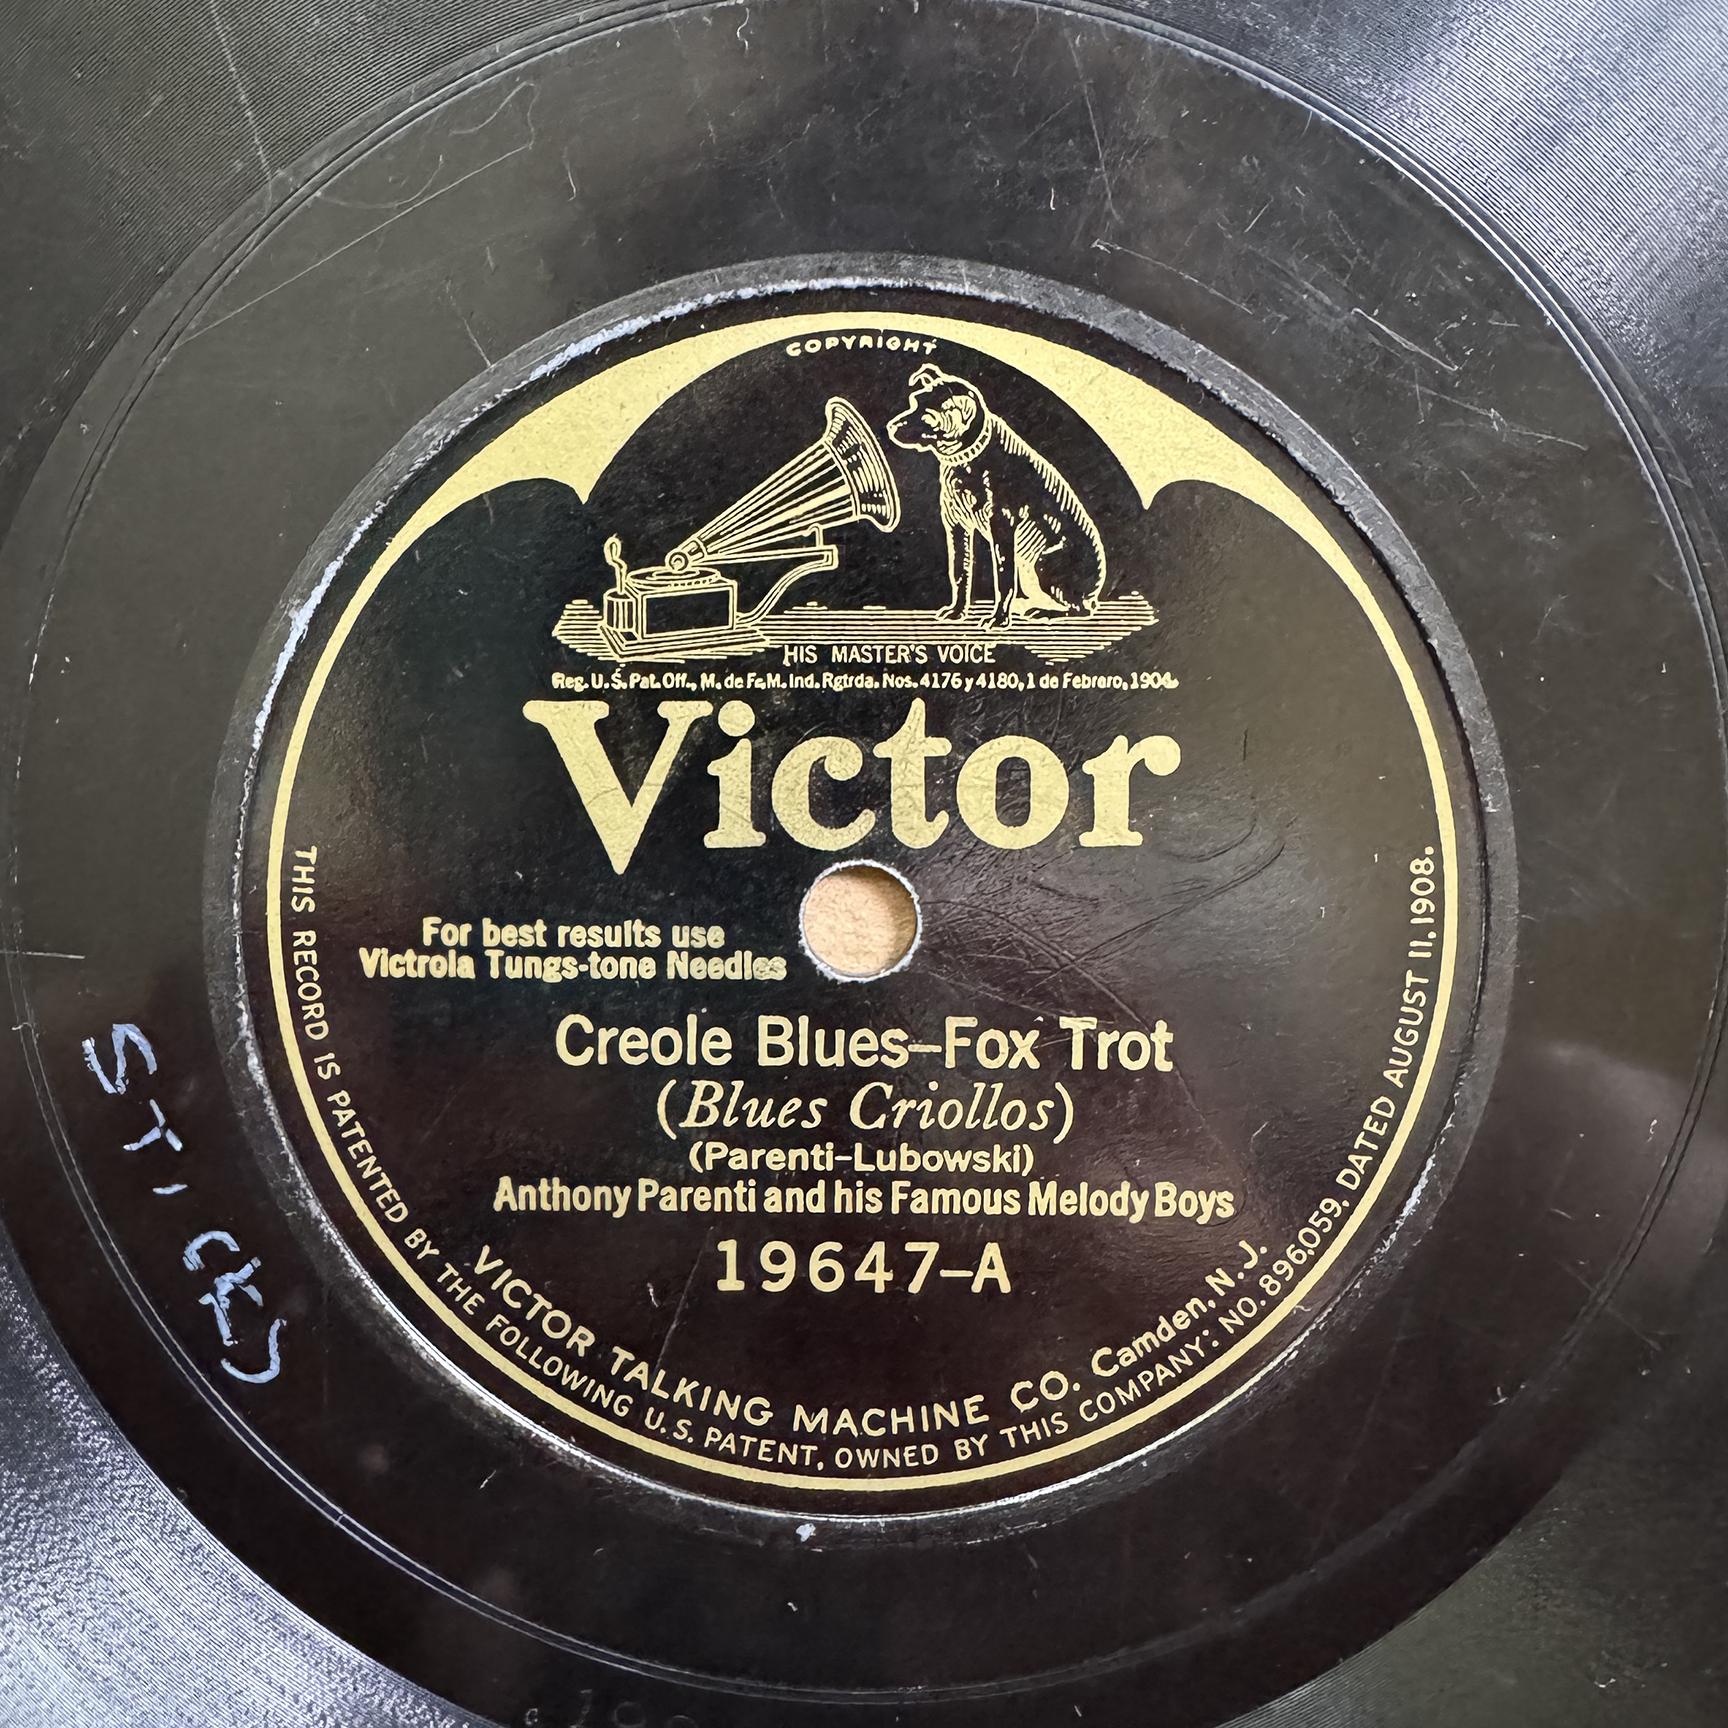 COPYRIGHT
HIS MASTER'S VOICE
Reg. U.S. Pat. Off., M. de F. M. Ind. Rgtrda. Nos. 4176 y 4180, 1 de Febrero, 1904
Victor
For best results use
Victrola Tungs-tone Needles
Creole Blues–Fox Trot
(Blues Criollos)
(Parenti-Lubowski)
Anthony Parenti and his Famous Melody Boys
19647–A
VICTOR TALKING MACHINE CO. Camden, N.J.
THIS RECORD IS PATENTED BY THE FOLLOWING U.S. PATENT, OWNED BY THIS COMPANY: NO. 896,059, DATED AUGUST 11, 1908.